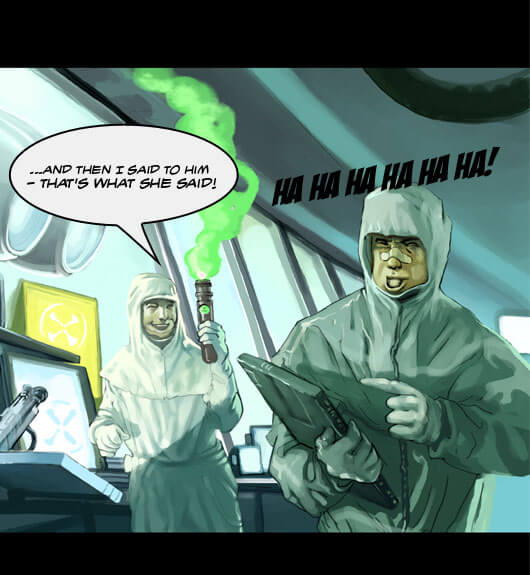 ...AND THEN I SAID TO HIM
- THAT'S WHAT SHE SAID!
HA HA HA HA HA HA!